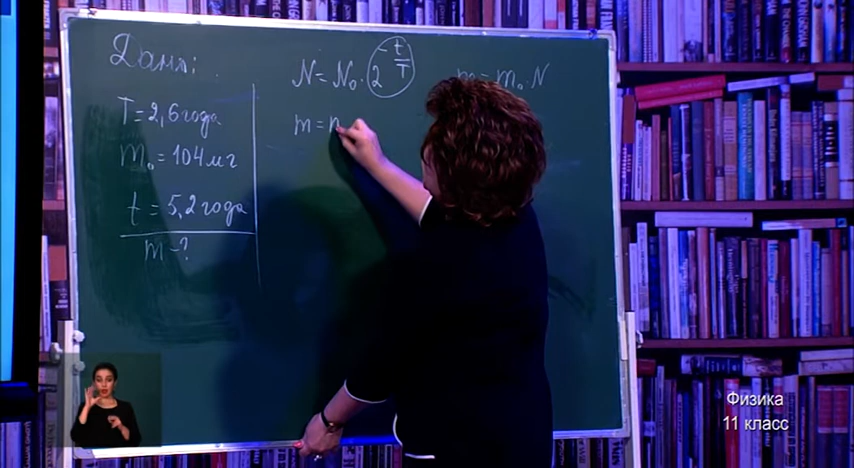 Дано:
T = 2,6 года
m₀ = 104 мг
t = 5,2 года
m - ?
N = N₀ · 2^(-t/T)
m = m
m = m₀ · N
Физика
11 класс